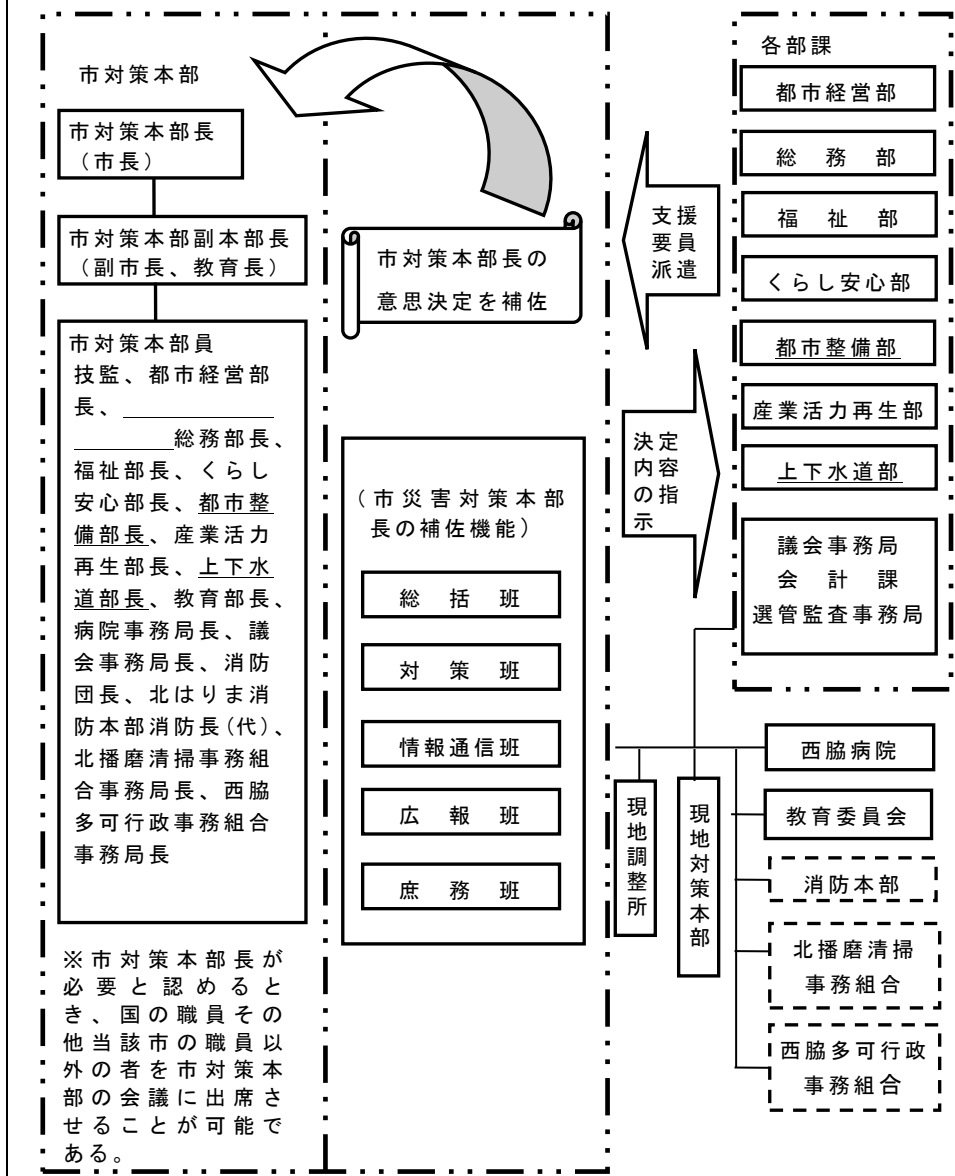 市対策本部
市対策本部長
（市長）
市対策本部副本部長
（副市長、教育長）
市対策本部員
技監、都市経営部
長、
総務部長、
福祉部長、くらし
安心部長、都市整
備部長、産業活力
再生部長、上下水
道部長、教育部長、
病院事務局長、議
会事務局長、消防
団長、北はりま消
防本部消防長(代)、
北播磨清掃事務組
合事務局長、西脇
多可行政事務組合
事務局長
※市対策本部長が
必要と認めると
き、国の職員その
他当該市の職員以
外の者を市対策本
部の会議に出席さ
せることが可能で
ある。
市対策本部長の
意思決定を補佐
（市災害対策本部
長の補佐機能）
総括班
対策班
情報通信班
広報班
庶務班
支援
要員
派遣
決定
内容
の指
示
各部課
都市経営部
総務部
福祉部
くらし安心部
都市整備部
産業活力再生部
上下水道部
議会事務局
会計課
選管監査事務局
現地調整所
現地対策本部
西脇病院
教育委員会
消防本部
北播磨清掃
事務組合
西脇多可行政
事務組合